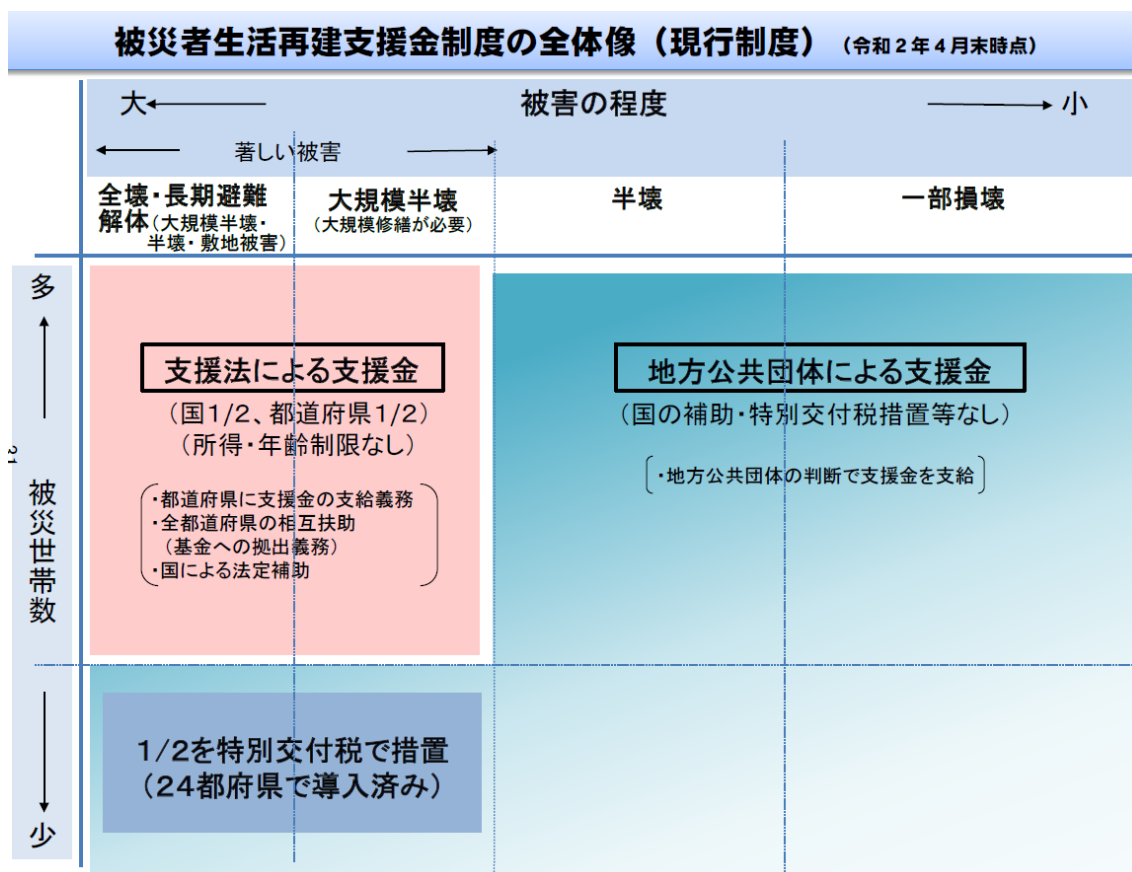 被災者生活再建支援金制度の全体像（現行制度）（令和２年４月末時点）
大 被害の程度 小
著しい被害
全壊・長期避難
解体(大規模半壊・
半壊・敷地被害)
大規模半壊
(大規模修繕が必要)
半壊
一部損壊
多
被災世帯数
少
21
支援法による支援金
（国1/2、都道府県1/2）
（所得・年齢制限なし）
・都道府県に支援金の支給義務
・全都道府県の相互扶助
（基金への拠出義務）
・国による法定補助
地方公共団体による支援金
（国の補助・特別交付税措置等なし）
・地方公共団体の判断で支援金を支給
1/2を特別交付税で措置
（24都府県で導入済み）